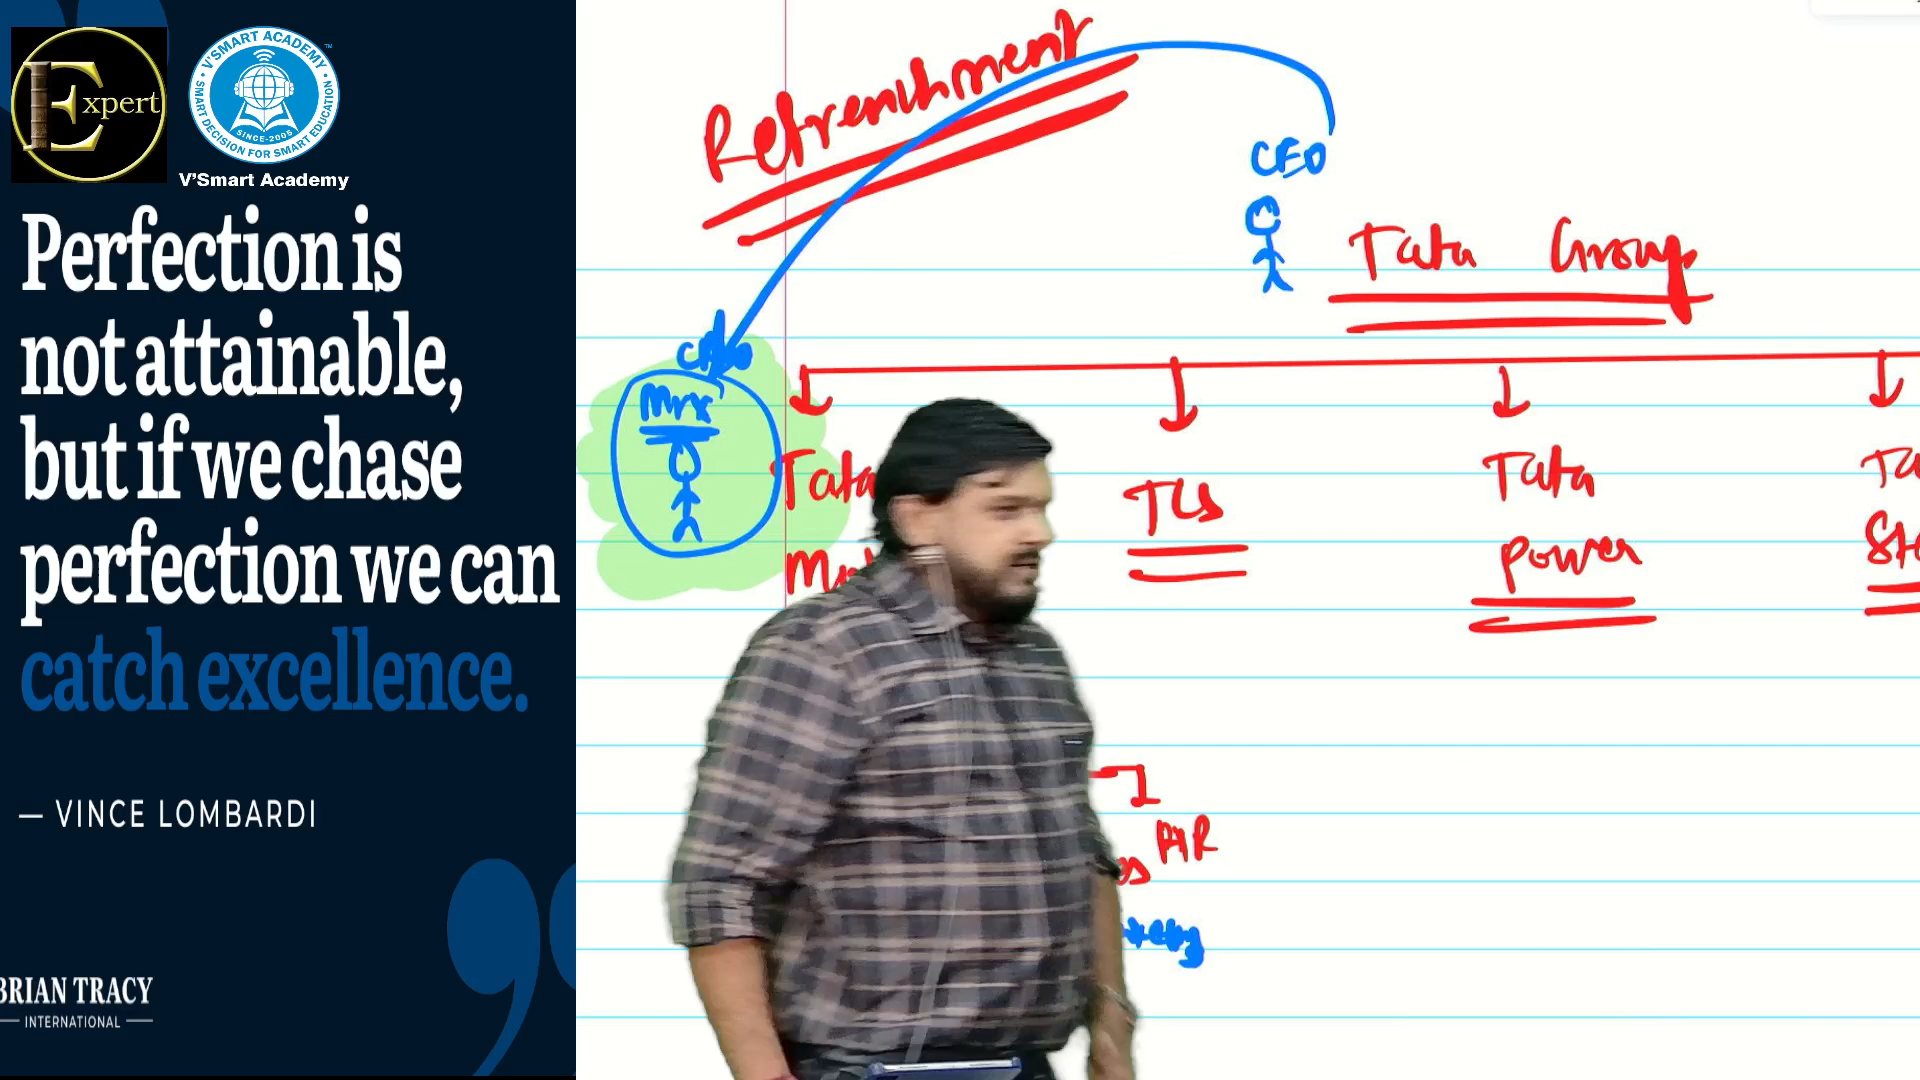 Expert
V'SMART ACADEMY
TM
SINCE-2005
SMART DECISION FOR SMART EDUCATION
V'Smart Academy
Perfection is
not attainable,
but if we chase
perfection we can
catch excellence.
— VINCE LOMBARDI
BRIAN TRACY
INTERNATIONAL
Retrenchment
CEO
Tata Group
Mrx
Tata
TCS
Tata
power
HR